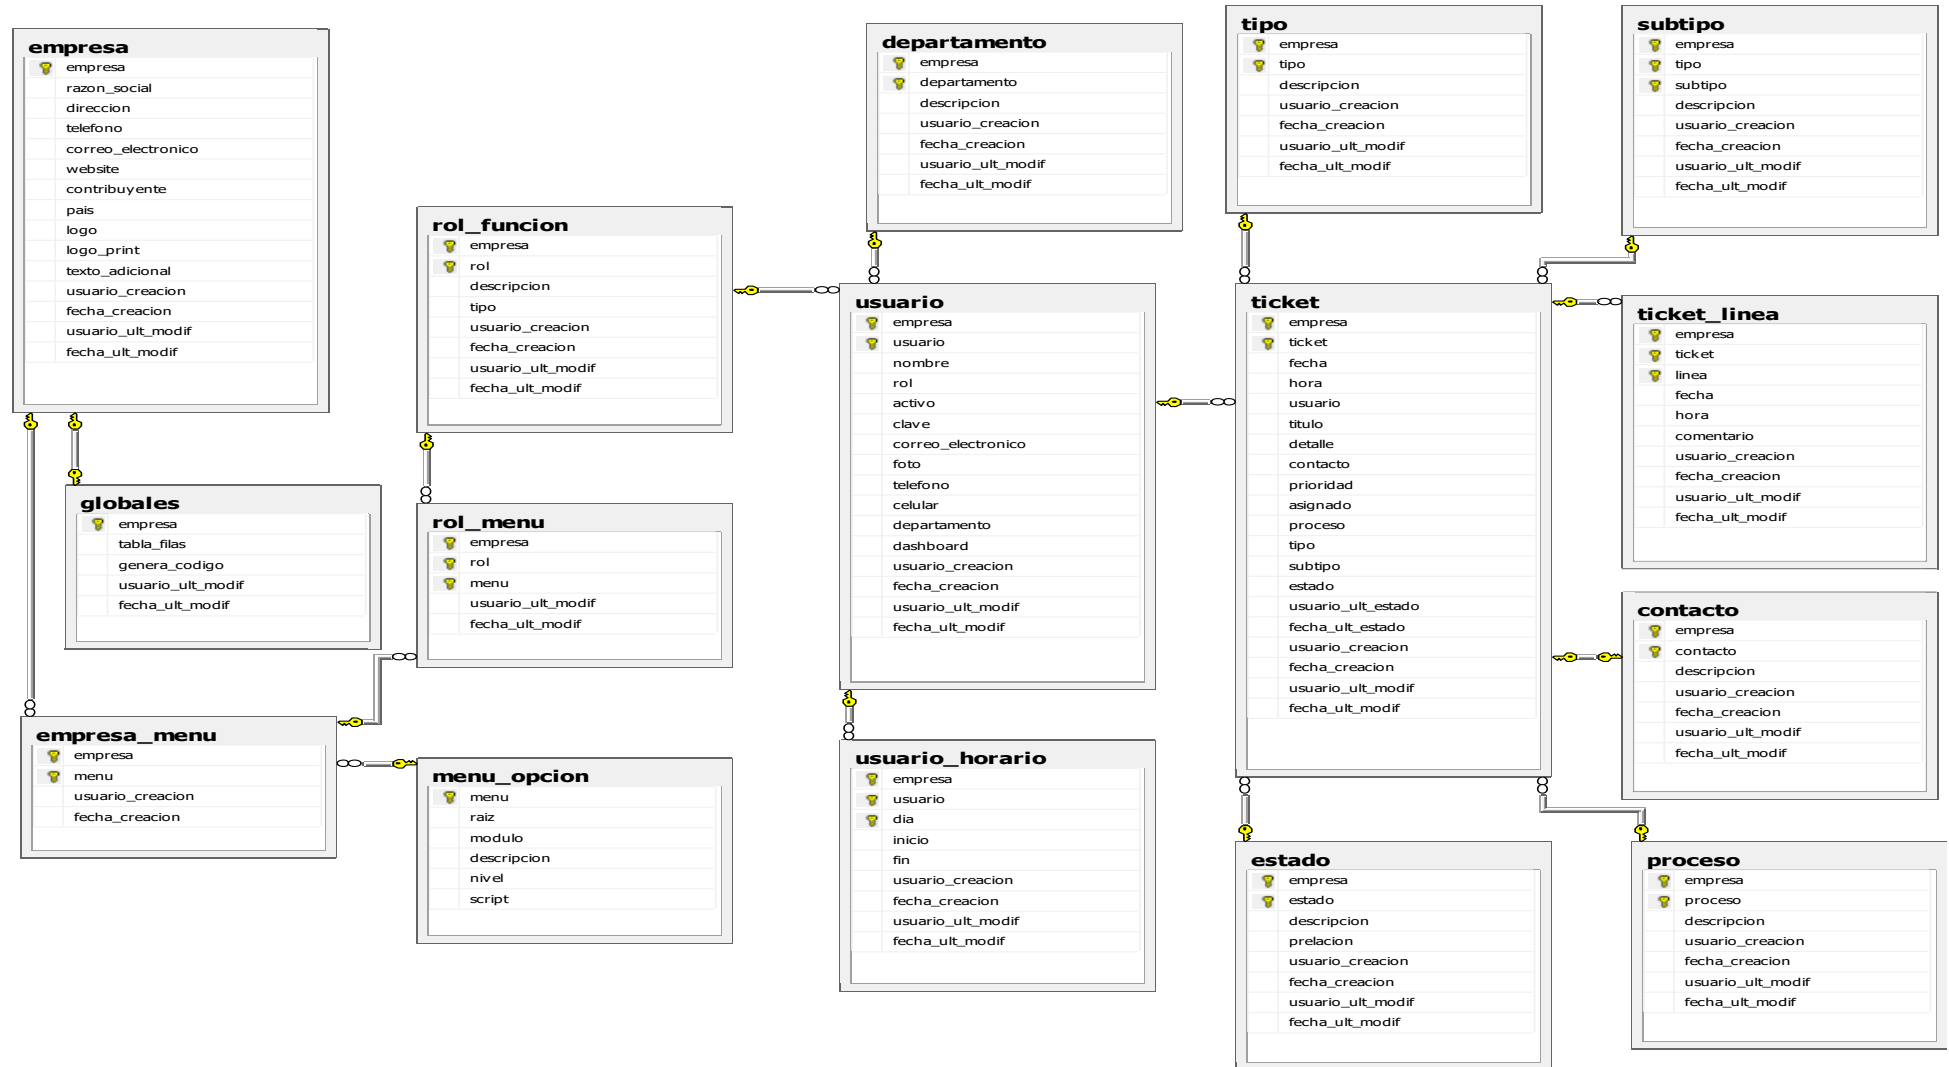 empresa
empresa
razon_social
direccion
telefono
correo_electronico
website
contribuyente
pais
logo
logo_print
texto_adicional
usuario_creacion
fecha_creacion
usuario_ult_modif
fecha_ult_modif
globales
empresa
tabla_filas
genera_codigo
usuario_ult_modif
fecha_ult_modif
empresa_menu
empresa
menu
usuario_creacion
fecha_creacion
rol_funcion
empresa
rol
descripcion
tipo
usuario_creacion
fecha_creacion
usuario_ult_modif
fecha_ult_modif
rol_menu
empresa
rol
menu
usuario_ult_modif
fecha_ult_modif
menu_opcion
menu
raiz
modulo
descripcion
nivel
script
departamento
empresa
departamento
descripcion
usuario_creacion
fecha_creacion
usuario_ult_modif
fecha_ult_modif
usuario
empresa
usuario
nombre
rol
activo
clave
correo_electronico
foto
telefono
celular
departamento
dashboard
usuario_creacion
fecha_creacion
usuario_ult_modif
fecha_ult_modif
usuario_horario
empresa
usuario
dia
inicio
fin
usuario_creacion
fecha_creacion
usuario_ult_modif
fecha_ult_modif
tipo
empresa
tipo
descripcion
usuario_creacion
fecha_creacion
usuario_ult_modif
fecha_ult_modif
ticket
empresa
ticket
fecha
hora
usuario
titulo
detalle
contacto
prioridad
asignado
proceso
tipo
subtipo
estado
usuario_ult_estado
fecha_ult_estado
usuario_creacion
fecha_creacion
usuario_ult_modif
fecha_ult_modif
estado
empresa
estado
descripcion
prelacion
usuario_creacion
fecha_creacion
usuario_ult_modif
fecha_ult_modif
subtipo
empresa
tipo
subtipo
descripcion
usuario_creacion
fecha_creacion
usuario_ult_modif
fecha_ult_modif
ticket_linea
empresa
ticket
linea
fecha
hora
comentario
usuario_creacion
fecha_creacion
usuario_ult_modif
fecha_ult_modif
contacto
empresa
contacto
descripcion
usuario_creacion
fecha_creacion
usuario_ult_modif
fecha_ult_modif
proceso
empresa
proceso
descripcion
usuario_creacion
fecha_creacion
usuario_ult_modif
fecha_ult_modif